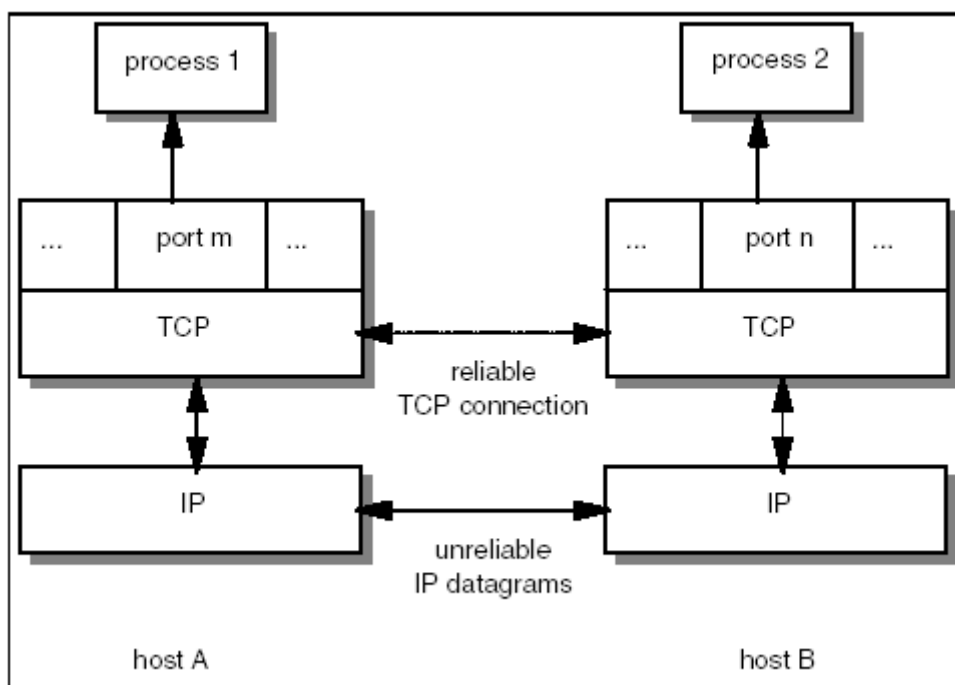 process 1
process 2
... port m ...
... port n ...
TCP
TCP
reliable
TCP connection
IP
IP
unreliable
IP datagrams
host A
host B